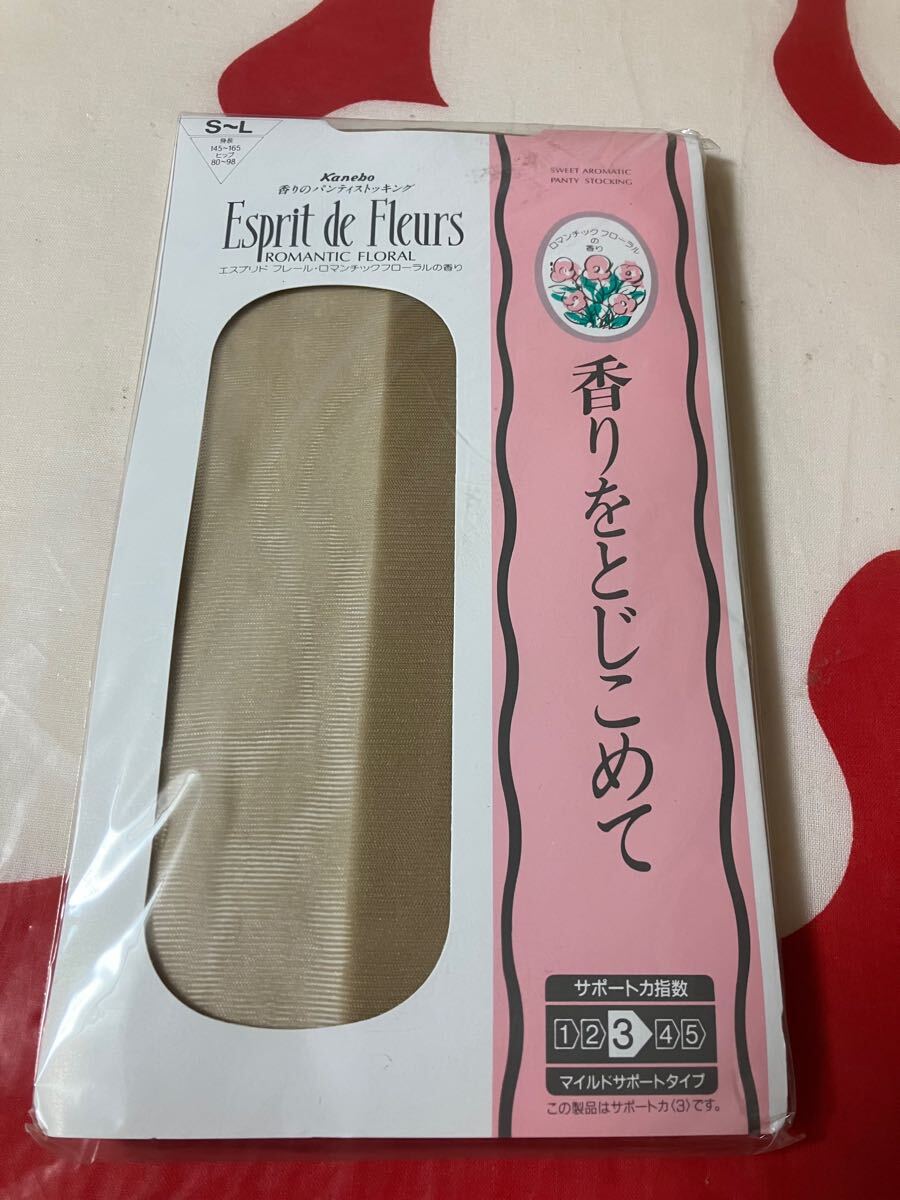 S~L
身長
145~165
ヒップ
80~98
Kanebo
香りのパンティストッキング
Esprit de Fleurs
ROMANTIC FLORAL
エスプリド フレール・ロマンチックフローラルの香り
SWEET AROMATIC
PANTY STOCKING
ロマンチックフローラル
の
香り
香りをとじこめて
サポート力指数
1 2 3 4 5
マイルドサポートタイプ
この製品はサポート力〈3〉です。